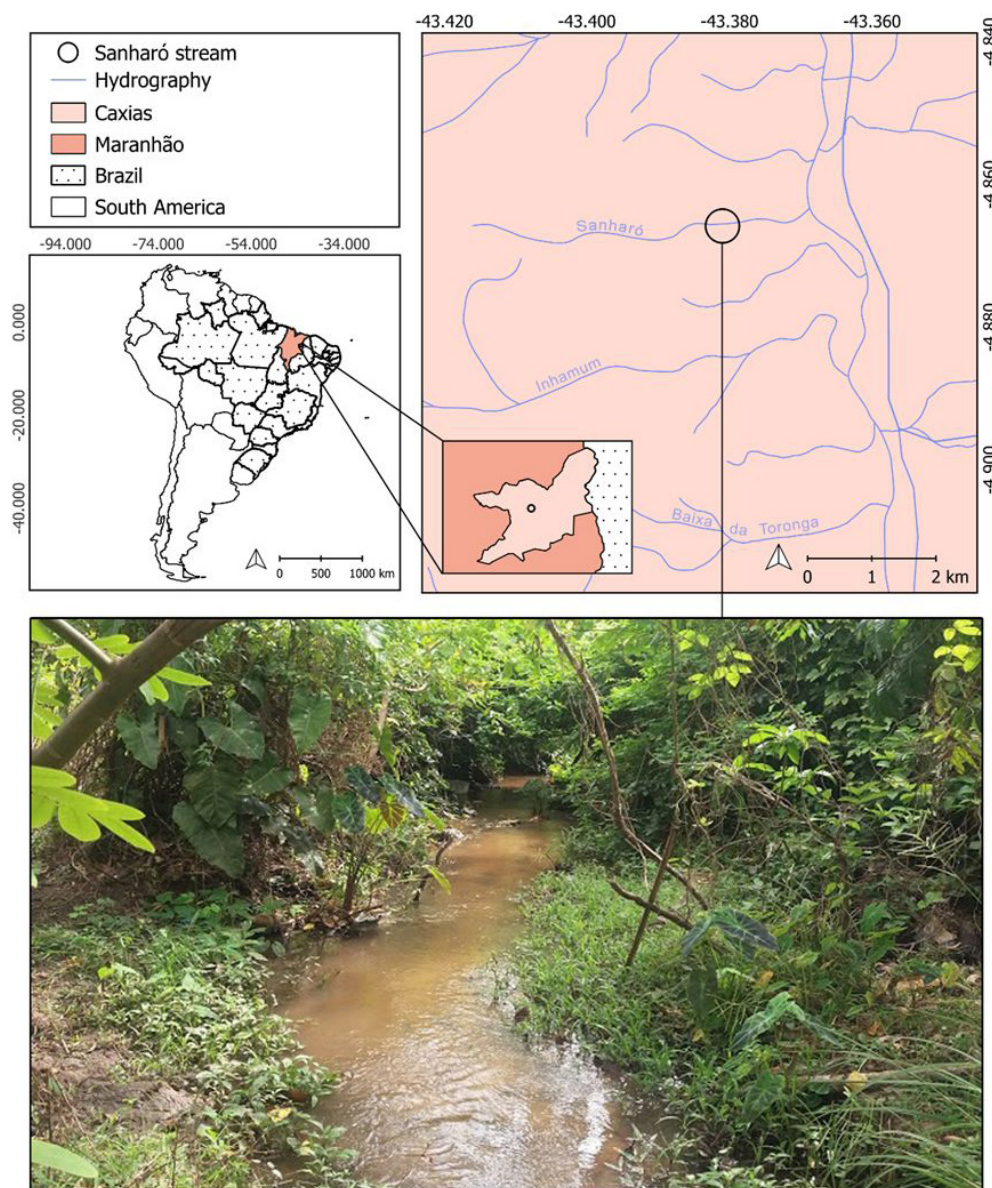 Sanharó stream
Hydrography
Caxias
Maranhão
Brazil
South America
-94.000 -74.000 -54.000 -34.000
0.000
-20.000
-40.000
0 500 1000 km
-43.420 -43.400 -43.380 -43.360
-4.840
-4.860
-4.880
-4.900
Sanharó
Inhamum
Baixa da Toronga
0 1 2 km